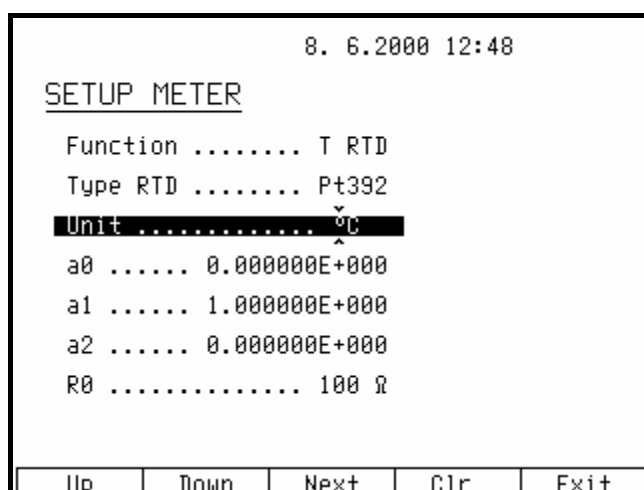 8. 6.2000 12:48
SETUP METER
Function ........ T RTD
Type RTD ........ Pt392
Unit ............. °C
a0 ...... 0.000000E+000
a1 ...... 1.000000E+000
a2 ...... 0.000000E+000
R0 .............. 100 Ω
Up Down Next Clr Exit